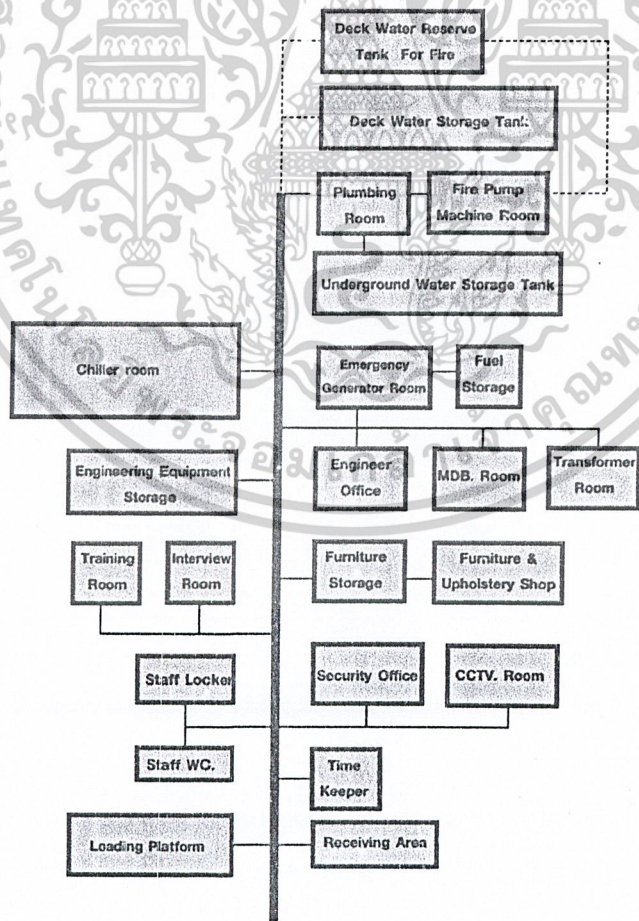 Deck Water Reserve
Tank For Fire
Deck Water Storage Tank
Plumbing
Room
Fire Pump
Machine Room
Underground Water Storage Tank
Chiller room
Emergency
Generator Room
Fuel
Storage
Engineering Equipment
Storage
Engineer
Office
MDB. Room
Transformer
Room
Training
Room
Interview
Room
Furniture
Storage
Furniture &
Upholstery Shop
Staff Locker
Security Office
CCTV. Room
Staff WC.
Time
Keeper
Loading Platform
Receiving Area